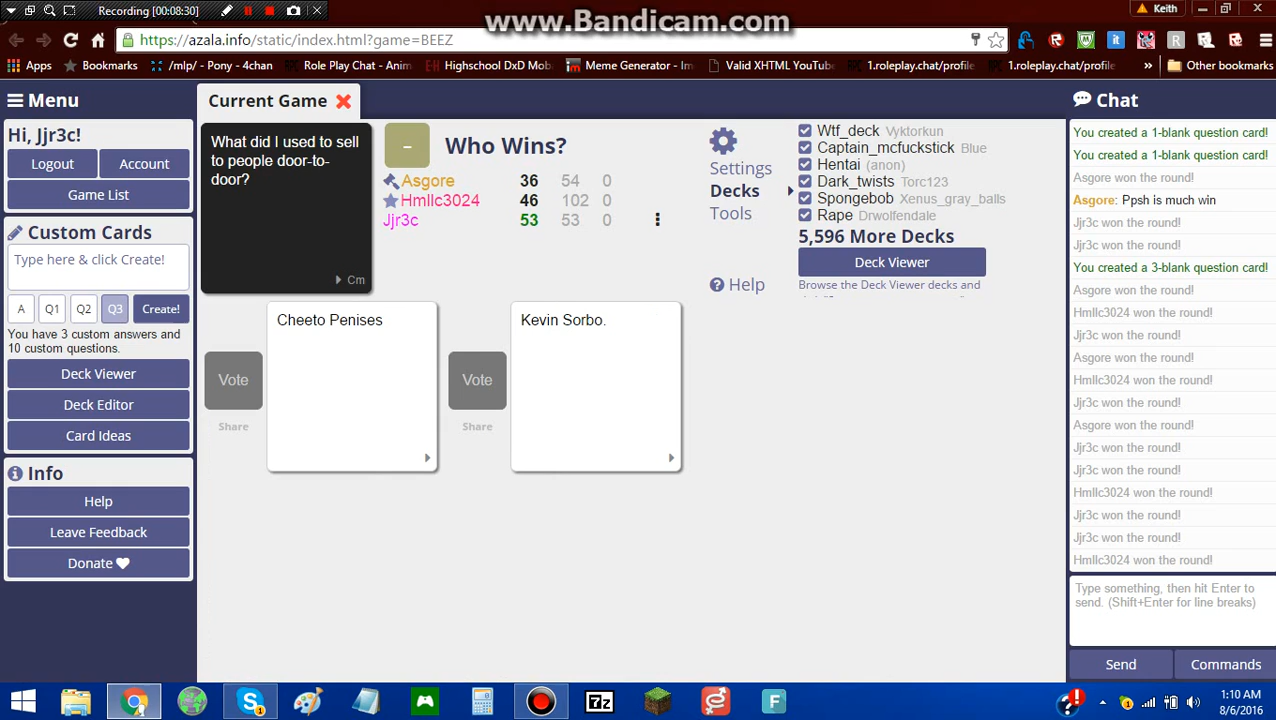 Recording [00:08:30]
www.Bandicam.com
Keith
https://azala.info/static/index.html?game=BEEZ
Apps
Bookmarks
/mlp/ - Pony - 4chan
Role Play Chat - Anim
Highschool DxD Mob
Meme Generator - Im
Valid XHTML YouTub
1.roleplay.chat/profile
1.roleplay.chat/profile
»
Other bookmarks
Menu
Hi, Jjr3c!
Logout
Account
Game List
Custom Cards
Type here & click Create!
A
Q1
Q2
Q3
Create!
You have 3 custom answers and
10 custom questions.
Deck Viewer
Deck Editor
Card Ideas
Info
Help
Leave Feedback
Donate
Current Game
What did I used to sell
to people door-to-
door?
Cm
–
Who Wins?
Asgore 36 54 0
Hmllc3024 46 102 0
Jjr3c 53 53 0
Settings
Decks
Tools
Help
Wtf_deck Vyktorkun
Captain_mcfuckstick Blue
Hentai (anon)
Dark_twists Torc123
Spongebob Xenus_gray_balls
Rape Drwolfendale
5,596 More Decks
Deck Viewer
Browse the Deck Viewer decks and
Vote
Share
Cheeto Penises
Vote
Share
Kevin Sorbo.
Chat
You created a 1-blank question card!
You created a 1-blank question card!
Asgore won the round!
Asgore: Ppsh is much win
Jjr3c won the round!
Jjr3c won the round!
You created a 3-blank question card!
Asgore won the round!
Hmllc3024 won the round!
Jjr3c won the round!
Asgore won the round!
Hmllc3024 won the round!
Jjr3c won the round!
Asgore won the round!
Jjr3c won the round!
Jjr3c won the round!
Hmllc3024 won the round!
Jjr3c won the round!
Jjr3c won the round!
Hmllc3024 won the round!
Type something, then hit Enter to
send. (Shift+Enter for line breaks)
Send
Commands
7z
F
1:10 AM
8/6/2016